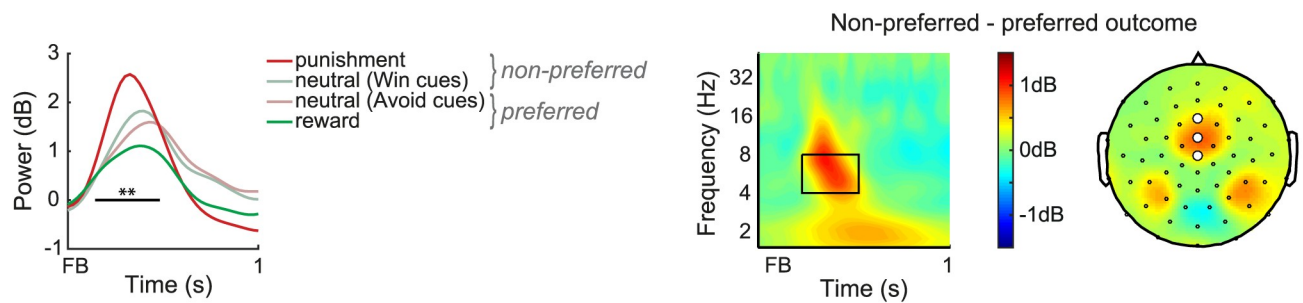 Non-preferred - preferred outcome
3
2
1
0
-1
Power (dB)
FB
1
Time (s)
**
punishment
neutral (Win cues)
non-preferred
neutral (Avoid cues)
reward
preferred
32
16
8
4
2
Frequency (Hz)
FB
1
Time (s)
1dB
0dB
-1dB